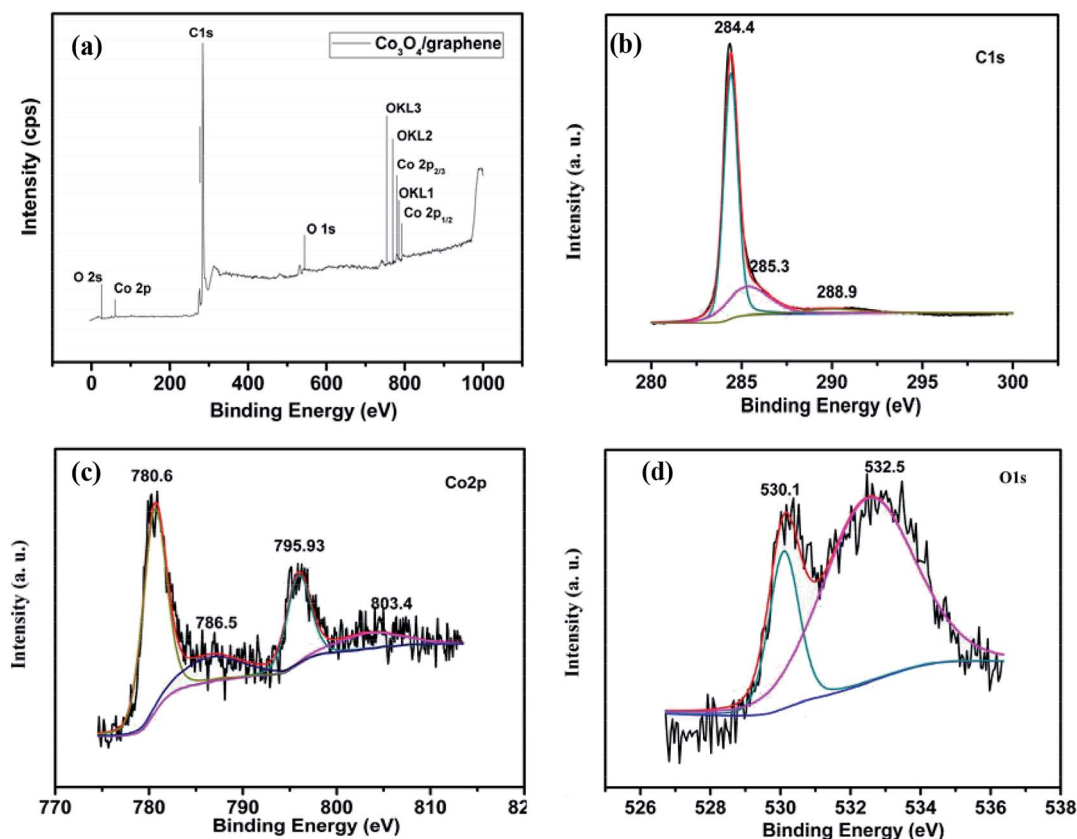 (a)
Co₃O₄/graphene
C1s
OKL3
OKL2
Co 2p₂/₃
OKL1
Co 2p₁/₂
O 1s
O 2s
Co 2p
Intensity (cps)
0 200 400 600 800 1000
Binding Energy (eV)
(b)
284.4
C1s
285.3
288.9
Intensity (a. u.)
280 285 290 295 300
Binding Energy (eV)
(c)
780.6
Co2p
795.93
786.5
803.4
Intensity (a. u.)
770 780 790 800 810 82
Binding Energy (eV)
(d)
532.5
O1s
530.1
Intensity (a. u.)
526 528 530 532 534 536 538
Binding Energy (eV)